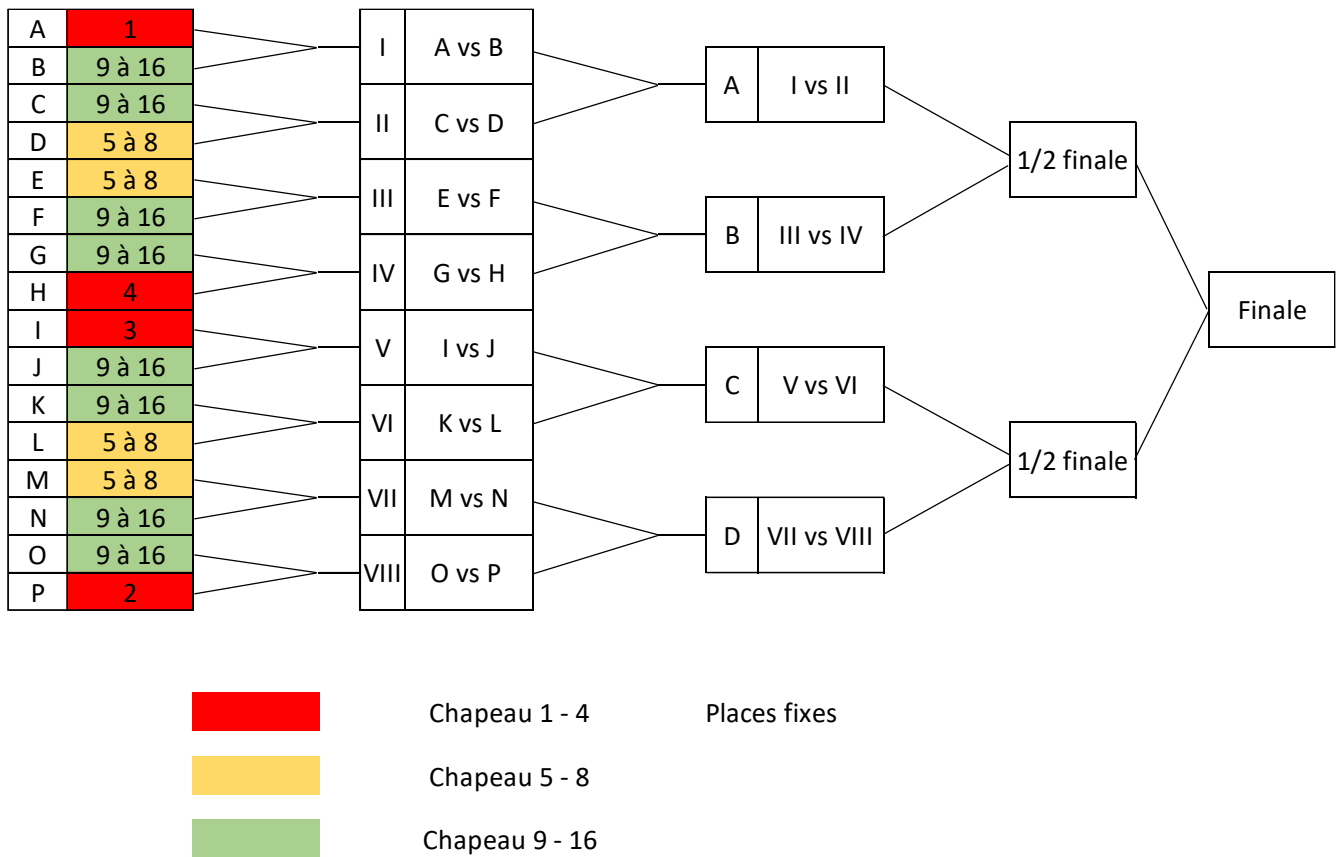 A 1
B 9 à 16
C 9 à 16
D 5 à 8
E 5 à 8
F 9 à 16
G 9 à 16
H 4
I 3
J 9 à 16
K 9 à 16
L 5 à 8
M 5 à 8
N 9 à 16
O 9 à 16
P 2
I A vs B
II C vs D
III E vs F
IV G vs H
V I vs J
VI K vs L
VII M vs N
VIII O vs P
A I vs II
B III vs IV
C V vs VI
D VII vs VIII
1/2 finale
1/2 finale
Finale
Chapeau 1 - 4 Places fixes
Chapeau 5 - 8
Chapeau 9 - 16